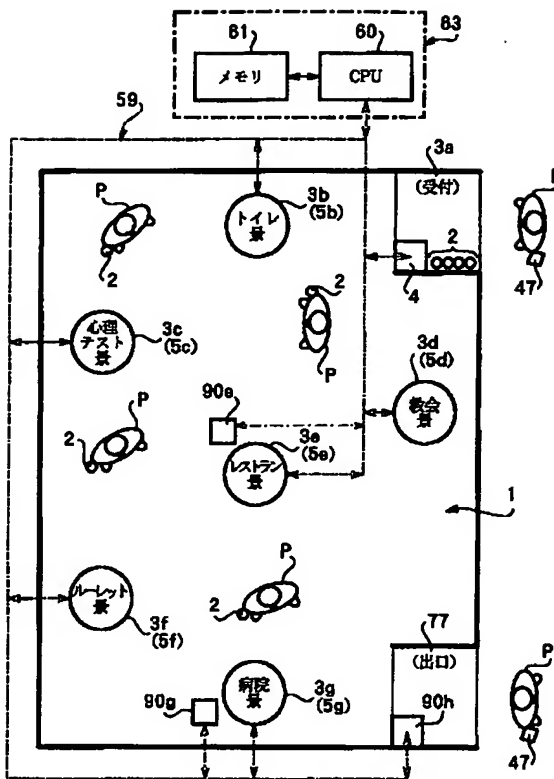 61
60
63
メモリ
CPU
59
3a
(受付)
P
3b
(5b)
トイレ
景
P
2
2
4
47
2
P
心理
テスト
景
3c
(5c)
3d
(5d)
教会
景
90e
P
2
3e
(5e)
レストラン
景
1
ルーレット
景
3f
(5f)
P
2
77
(出口)
P
病院
景
3g
(5g)
90g
90h
47